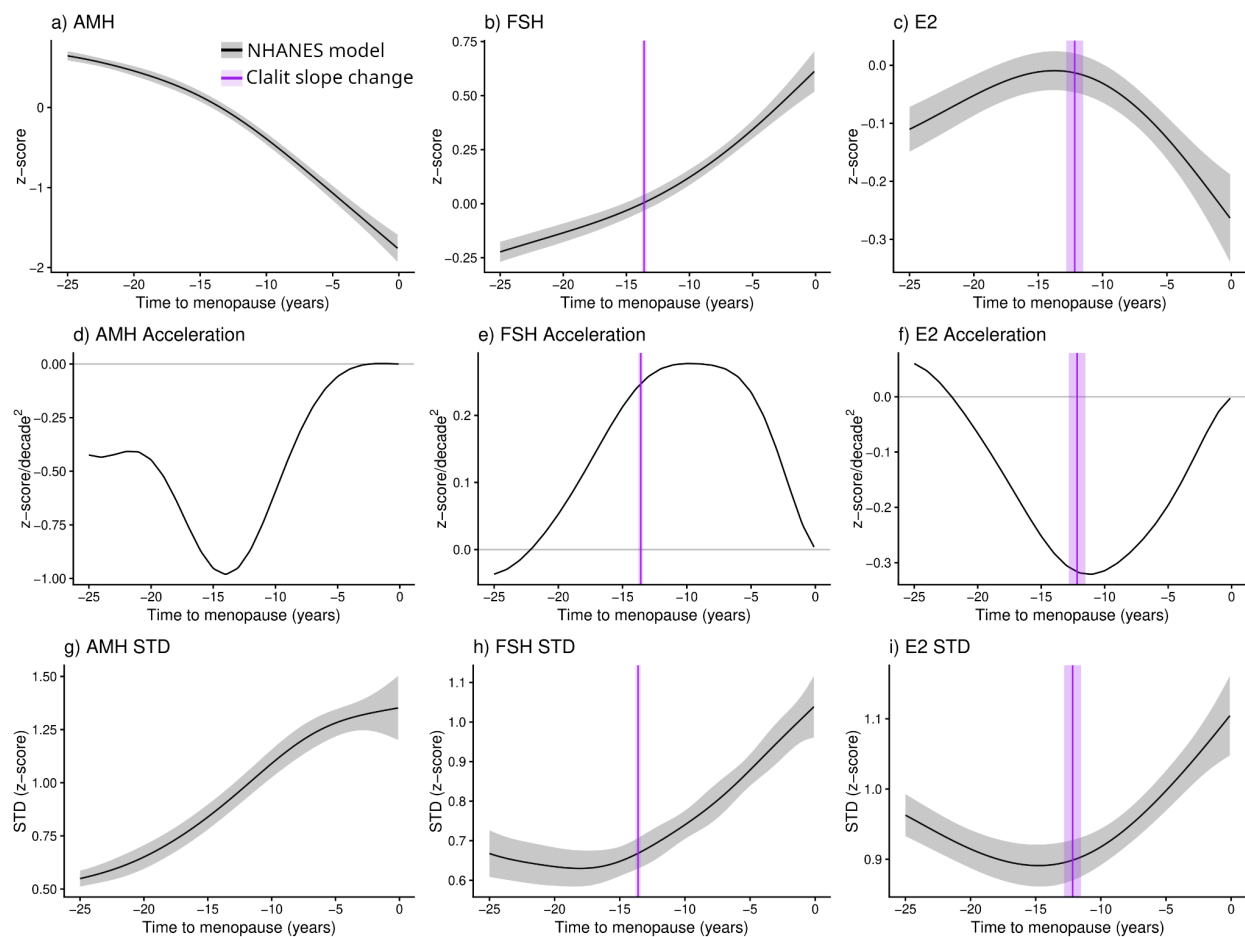 a) AMH
b) FSH
c) E2
NHANES model
Clalit slope change
z−score
0
−1
−2
−25 −20 −15 −10 −5 0
Time to menopause (years)
z−score
0.75
0.50
0.25
0.00
−0.25
−25 −20 −15 −10 −5 0
Time to menopause (years)
z−score
0.0
−0.1
−0.2
−0.3
−25 −20 −15 −10 −5 0
Time to menopause (years)
d) AMH Acceleration
e) FSH Acceleration
f) E2 Acceleration
z−score/decade²
0.00
−0.25
−0.50
−0.75
−1.00
−25 −20 −15 −10 −5 0
Time to menopause (years)
z−score/decade²
0.2
0.1
0.0
−25 −20 −15 −10 −5 0
Time to menopause (years)
z−score/decade²
0.0
−0.1
−0.2
−0.3
−25 −20 −15 −10 −5 0
Time to menopause (years)
g) AMH STD
h) FSH STD
i) E2 STD
STD (z−score)
1.50
1.25
1.00
0.75
0.50
−25 −20 −15 −10 −5 0
Time to menopause (years)
STD (z−score)
1.1
1.0
0.9
0.8
0.7
0.6
−25 −20 −15 −10 −5 0
Time to menopause (years)
STD (z−score)
1.1
1.0
0.9
−25 −20 −15 −10 −5 0
Time to menopause (years)